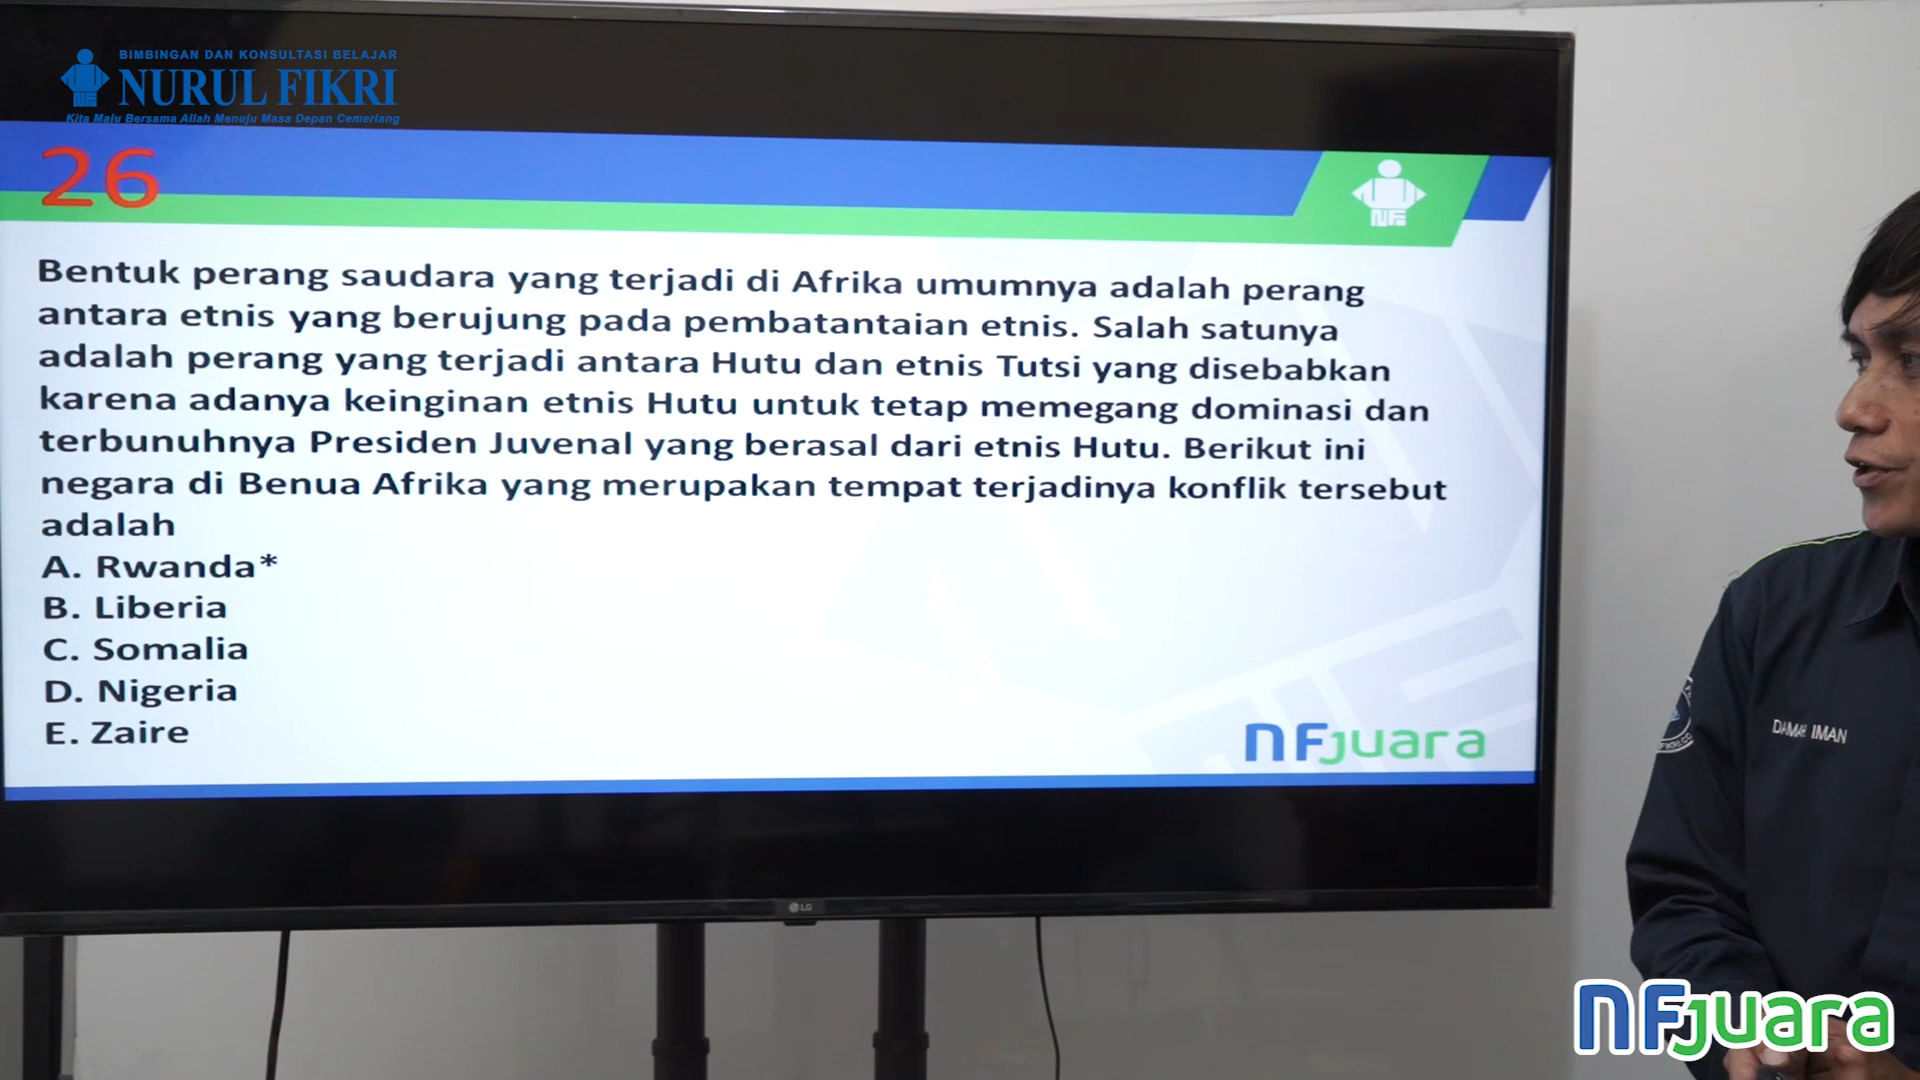 BIMBINGAN DAN KONSULTASI BELAJAR
NURUL FIKRI
Kita Maju Bersama Allah Menuju Masa Depan Cemerlang
26
NF
Bentuk perang saudara yang terjadi di Afrika umumnya adalah perang
antara etnis yang berujung pada pembatantaian etnis. Salah satunya
adalah perang yang terjadi antara Hutu dan etnis Tutsi yang disebabkan
karena adanya keinginan etnis Hutu untuk tetap memegang dominasi dan
terbunuhnya Presiden Juvenal yang berasal dari etnis Hutu. Berikut ini
negara di Benua Afrika yang merupakan tempat terjadinya konflik tersebut
adalah
A. Rwanda*
B. Liberia
C. Somalia
D. Nigeria
E. Zaire
NFjuara
LG
IMAN
NFjuara